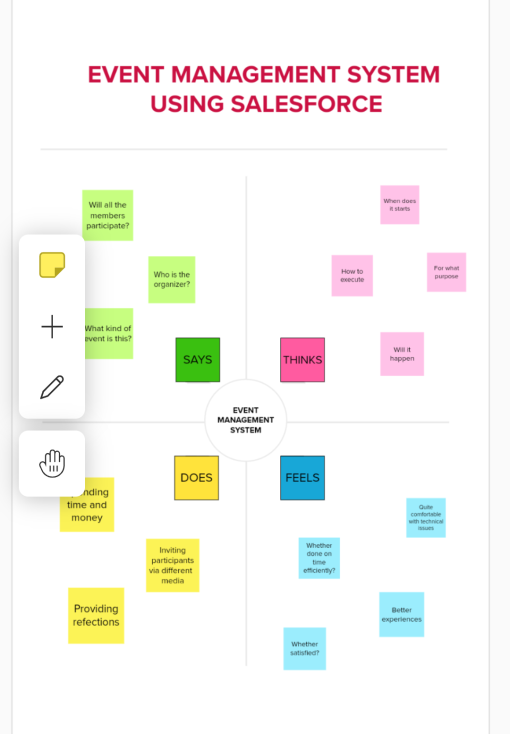 EVENT MANAGEMENT SYSTEM
USING SALESFORCE
Will all the
members
participate?
Who is the
organizer?
What kind of
event is this?
SAYS
When does
it starts
How to
execute
For what
purpose
Will it
happen
THINKS
EVENT
MANAGEMENT
SYSTEM
DOES
time and
money
Inviting
participants
via different
media
Providing
refections
FEELS
Quite
comfortable
with technical
issues
Whether
done on
time
efficiently?
Better
experiences
Whether
satisfied?